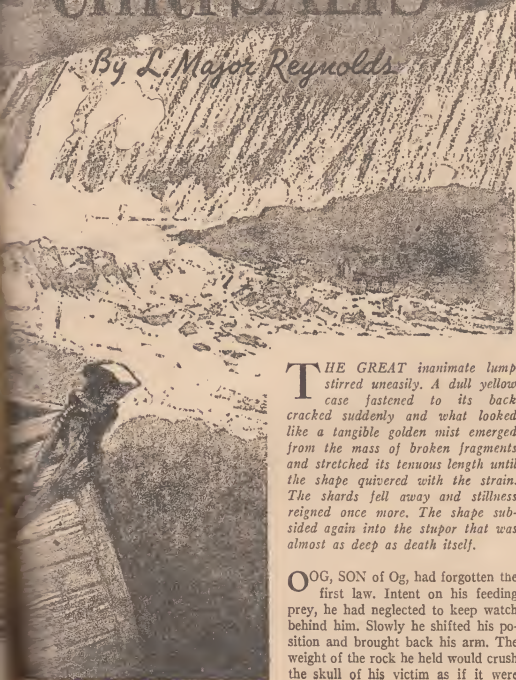 By L. Major Reynolds
THE GREAT inanimate lump
stirred uneasily. A dull yellow
case fastened to its back
cracked suddenly and what looked
like a tangible golden mist emerged
from the mass of broken fragments
and stretched its tenuous length until
the shape quivered with the strain.
The shards fell away and stillness
reigned once more. The shape sub-
sided again into the stupor that was
almost as deep as death itself.
OOG, SON of Og, had forgotten the
first law. Intent on his feeding
prey, he had neglected to keep watch
behind him. Slowly he shifted his po-
sition and brought back his arm. The
weight of the rock he held would crush
the skull of his victim as if it were